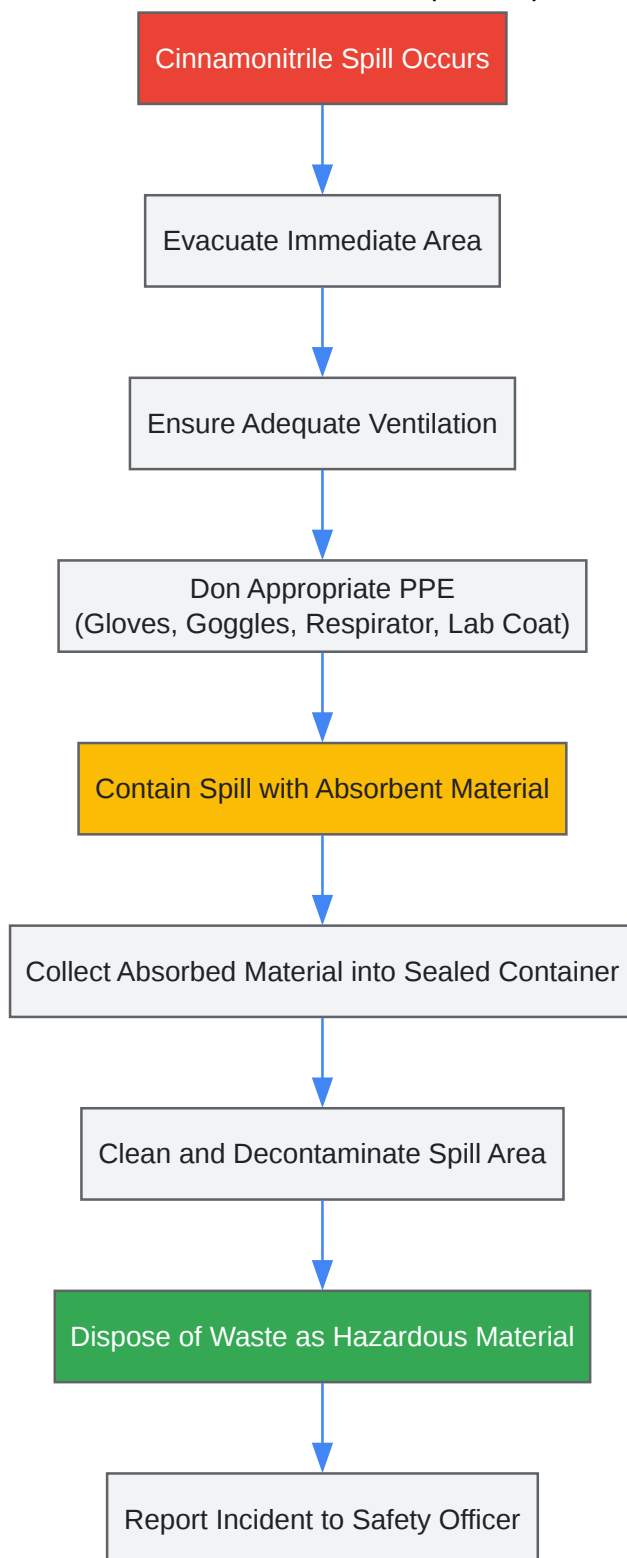 Cinnamonitrile Spill Occurs
Evacuate Immediate Area
Ensure Adequate Ventilation
Don Appropriate PPE
(Gloves, Goggles, Respirator, Lab Coat)
Contain Spill with Absorbent Material
Collect Absorbed Material into Sealed Container
Clean and Decontaminate Spill Area
Dispose of Waste as Hazardous Material
Report Incident to Safety Officer